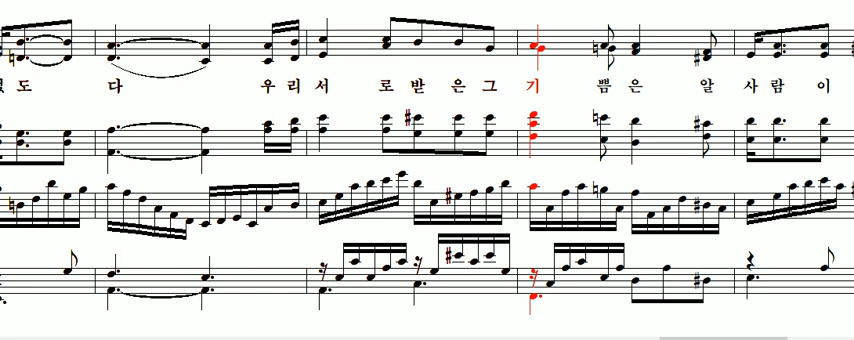 도 다 우 리 서 로 받 은 그 기 쁨 은 알 사 람 이